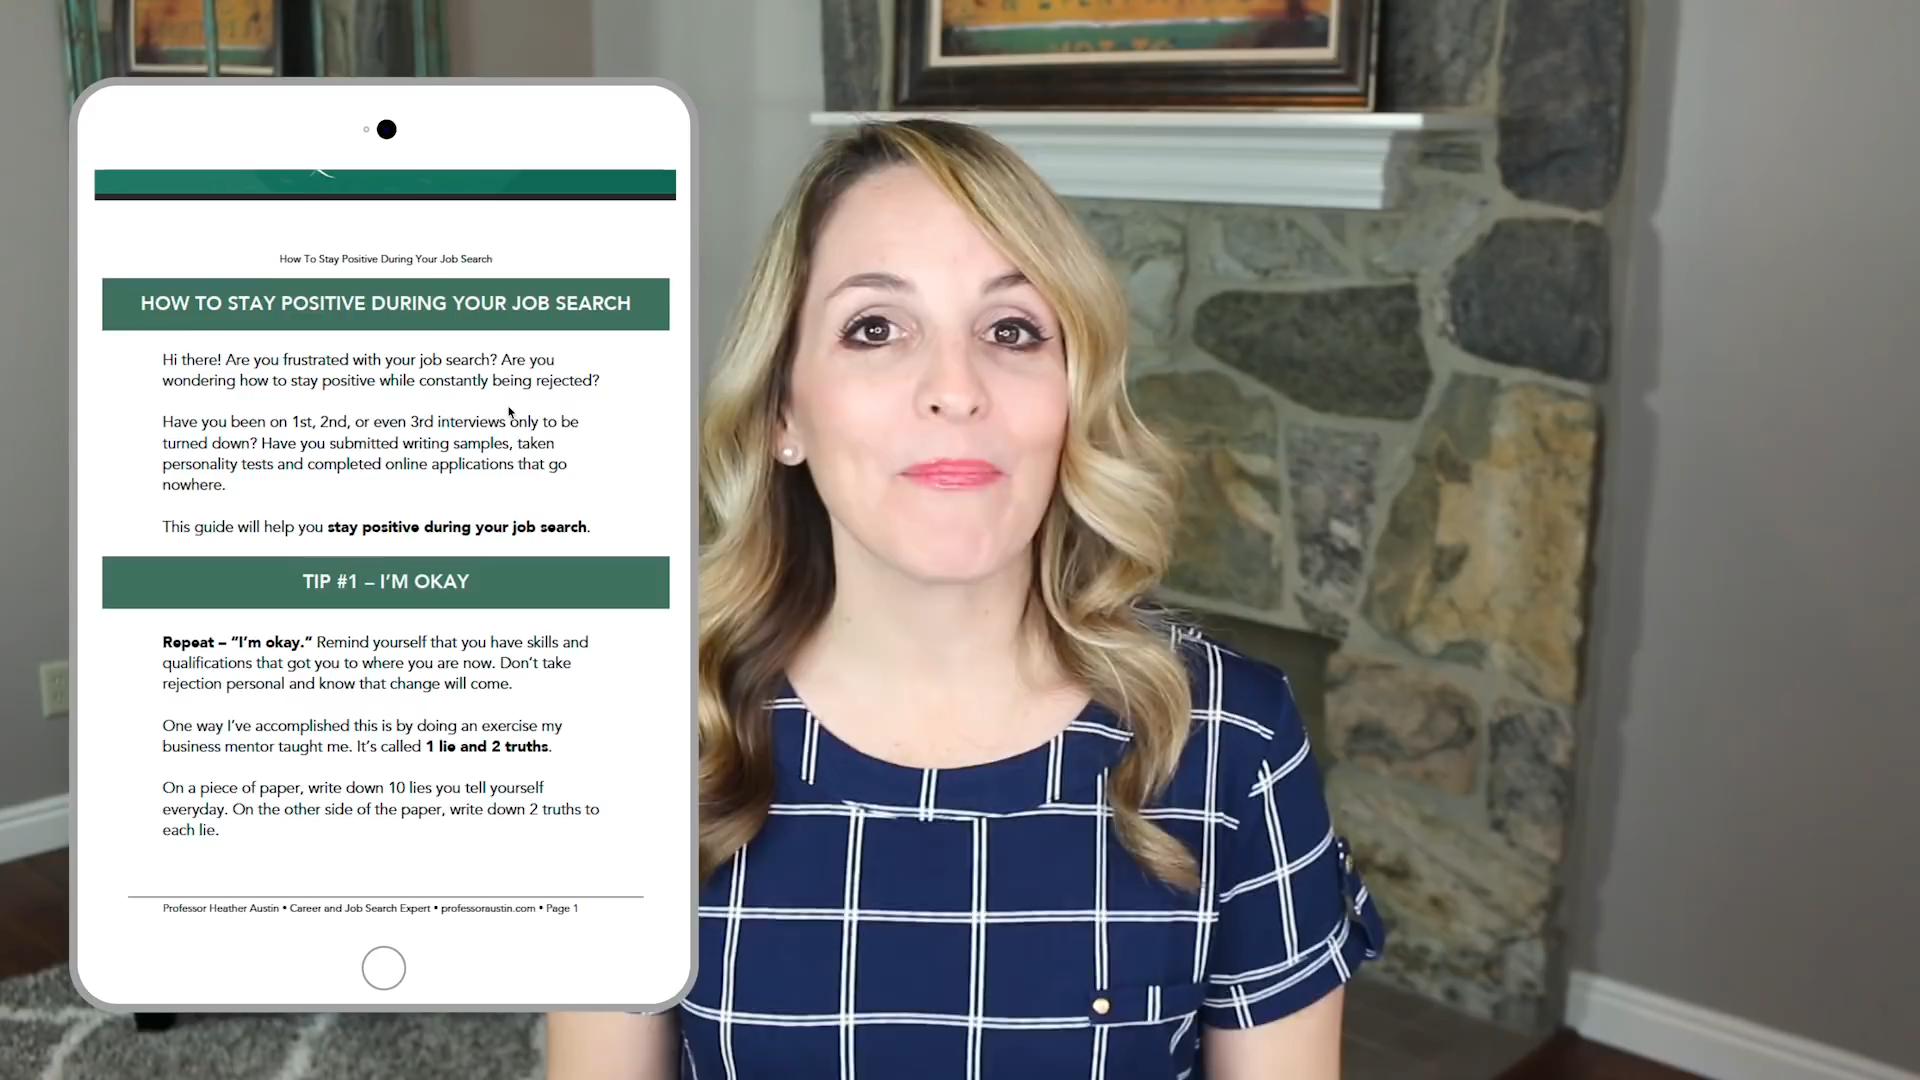 How To Stay Positive During Your Job Search
HOW TO STAY POSITIVE DURING YOUR JOB SEARCH
Hi there! Are you frustrated with your job search? Are you
wondering how to stay positive while constantly being rejected?
Have you been on 1st, 2nd, or even 3rd interviews only to be
turned down? Have you submitted writing samples, taken
personality tests and completed online applications that go
nowhere.
This guide will help you stay positive during your job search.
TIP #1 – I'M OKAY
Repeat – “I'm okay.” Remind yourself that you have skills and
qualifications that got you to where you are now. Don't take
rejection personal and know that change will come.
One way I've accomplished this is by doing an exercise my
business mentor taught me. It's called 1 lie and 2 truths.
On a piece of paper, write down 10 lies you tell yourself
everyday. On the other side of the paper, write down 2 truths to
each lie.
Professor Heather Austin • Career and Job Search Expert • professoraustin.com • Page 1